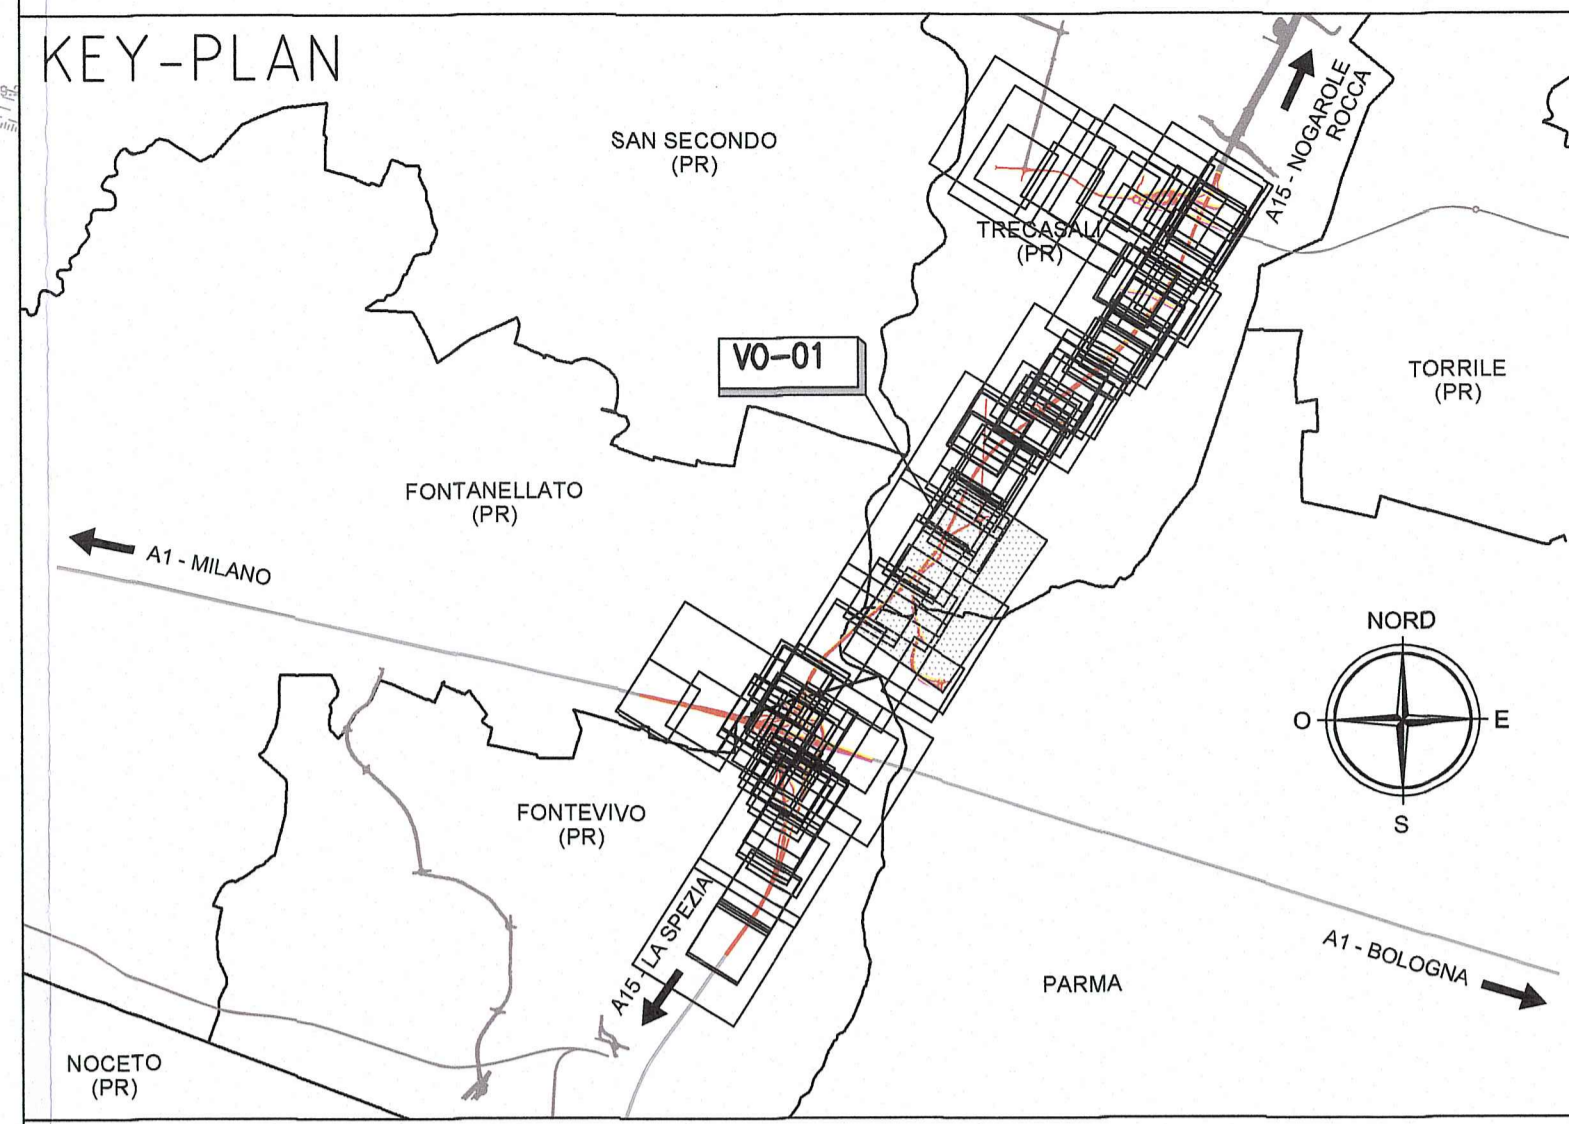 KEY-PLAN
SAN SECONDO
(PR)
A15 - NOGAROLE
ROCCA
TRECASALI
(PR)
V0-01
TORRILE
(PR)
FONTANELLATO
(PR)
A1 - MILANO
NORD
O
E
S
FONTEVIVO
(PR)
A15 - LA SPEZIA
A1 - BOLOGNA
PARMA
NOCETO
(PR)